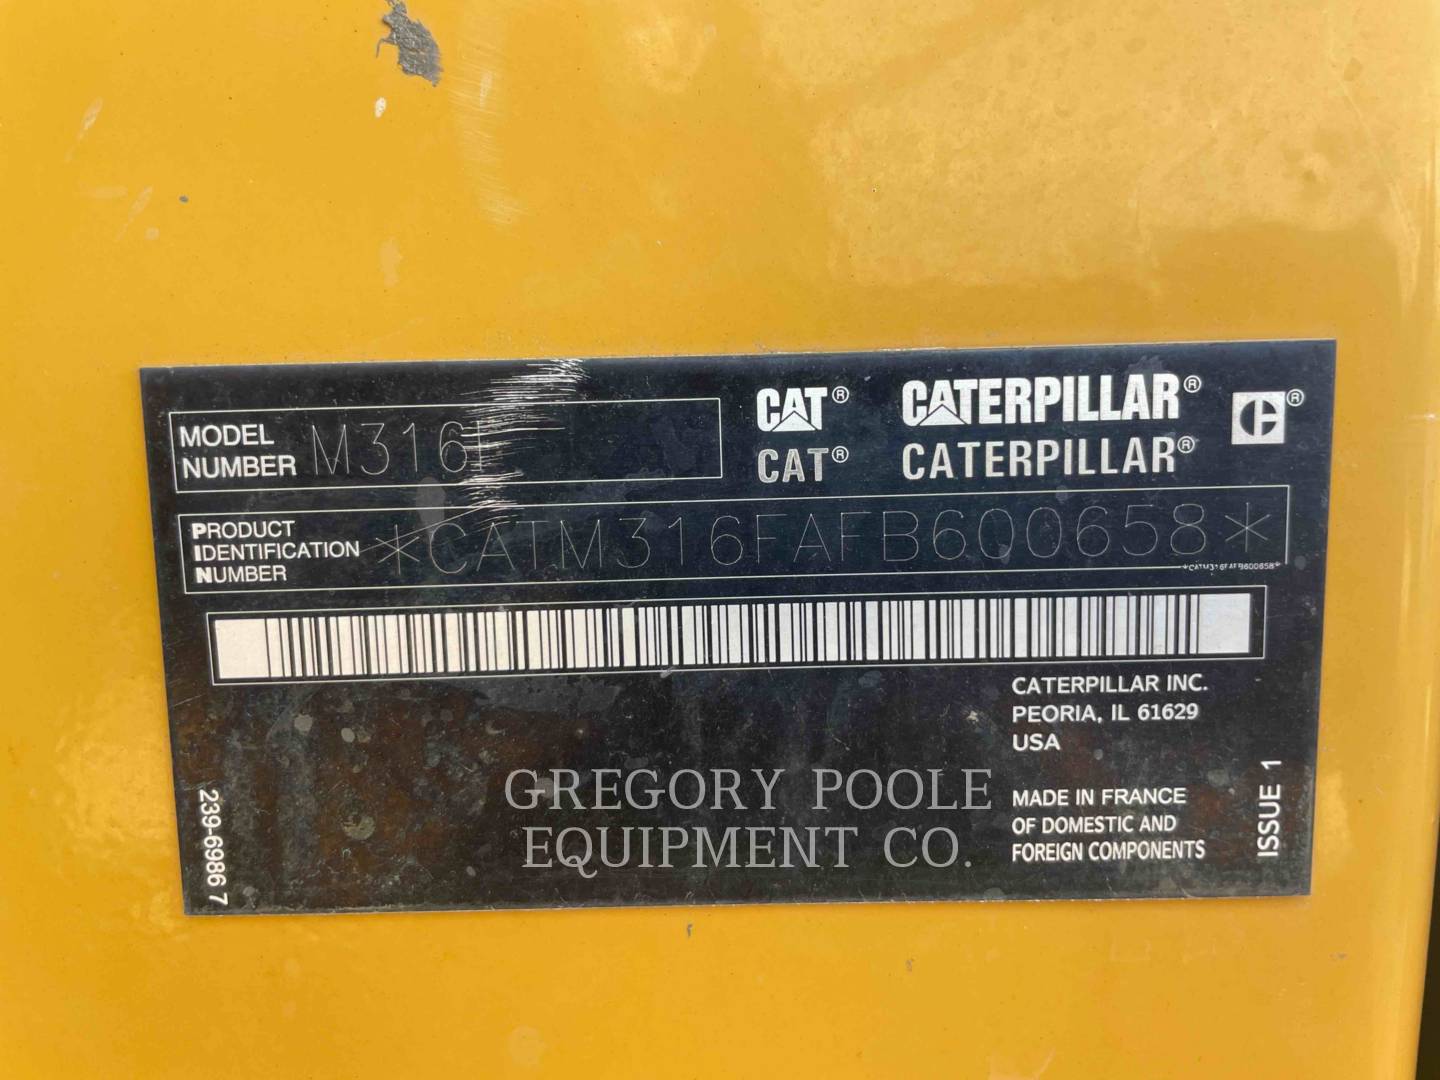 MODEL NUMBER M316F
CAT® CATERPILLAR®
CAT® CATERPILLAR®
PRODUCT IDENTIFICATION NUMBER *CATM316FAFB600658*
*CATM316FAFB600658*
CATERPILLAR INC.
PEORIA, IL 61629
USA
MADE IN FRANCE
OF DOMESTIC AND
FOREIGN COMPONENTS
ISSUE 1
239-6986 7
GREGORY POOLE
EQUIPMENT CO.